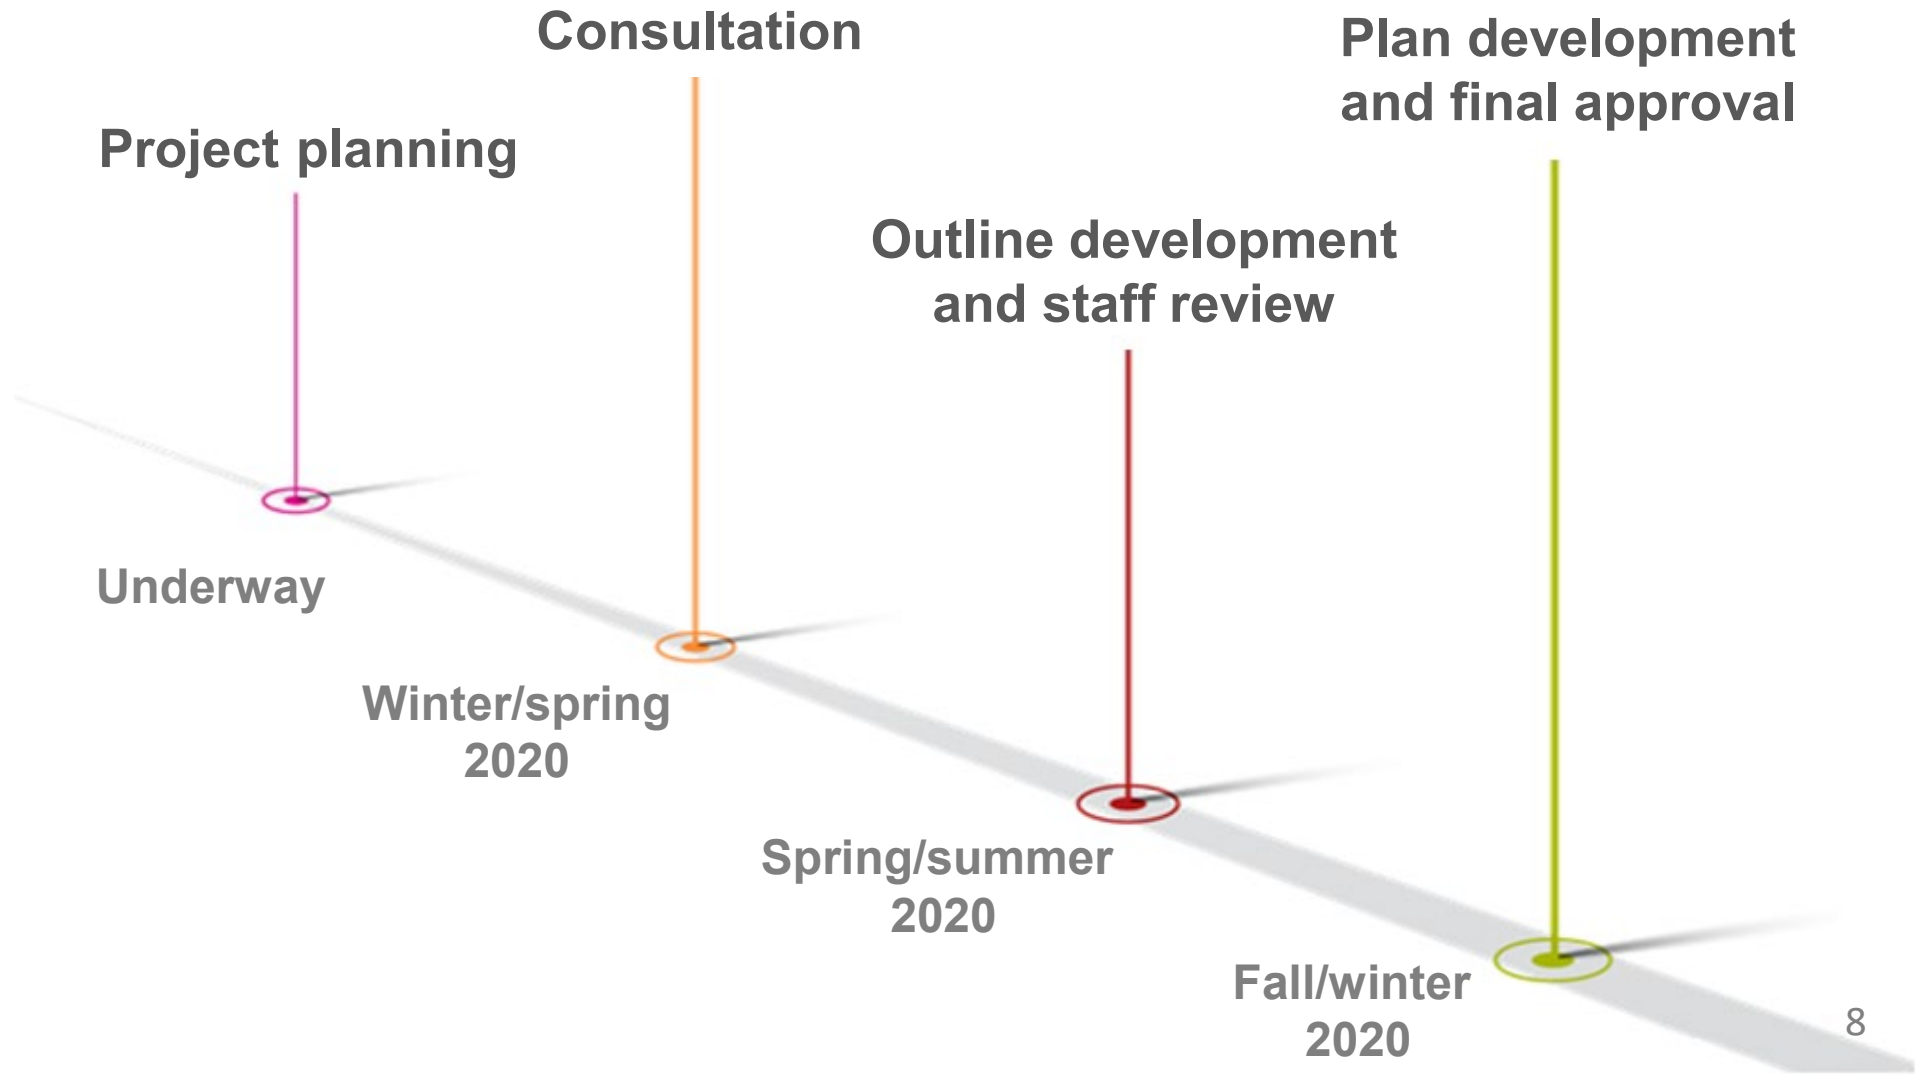 Project planning
Underway
Consultation
Winter/spring
2020
Outline development
and staff review
Spring/summer
2020
Plan development
and final approval
Fall/winter
2020
8